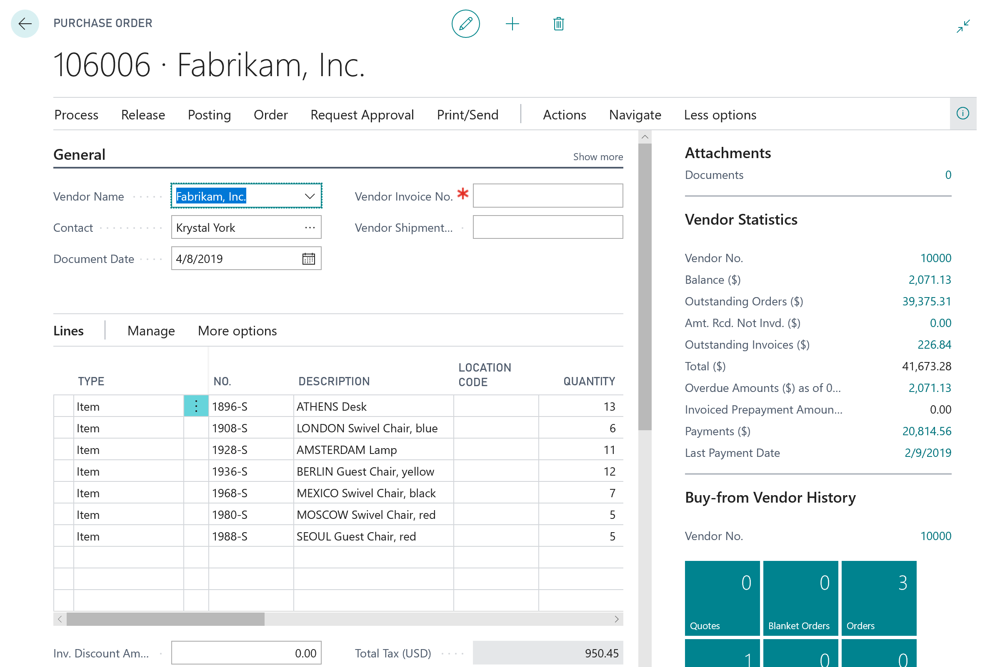 PURCHASE ORDER
106006 · Fabrikam, Inc.
Process Release Posting Order Request Approval Print/Send Actions Navigate Less options
General Show more
Vendor Name Fabrikam, Inc.
Vendor Invoice No. *
Contact Krystal York ...
Vendor Shipment...
Document Date 4/8/2019
Lines Manage More options
TYPE NO. DESCRIPTION LOCATION CODE QUANTITY
Item 1896-S ATHENS Desk 13
Item 1908-S LONDON Swivel Chair, blue 6
Item 1928-S AMSTERDAM Lamp 11
Item 1936-S BERLIN Guest Chair, yellow 12
Item 1968-S MEXICO Swivel Chair, black 7
Item 1980-S MOSCOW Swivel Chair, red 5
Item 1988-S SEOUL Guest Chair, red 5
Inv. Discount Am... 0.00
Total Tax (USD) 950.45
Attachments
Documents 0
Vendor Statistics
Vendor No. 10000
Balance ($) 2,071.13
Outstanding Orders ($) 39,375.31
Amt. Rcd. Not Invd. ($) 0.00
Outstanding Invoices ($) 226.84
Total ($) 41,673.28
Overdue Amounts ($) as of 0... 2,071.13
Invoiced Prepayment Amoun... 0.00
Payments ($) 20,814.56
Last Payment Date 2/9/2019
Buy-from Vendor History
Vendor No. 10000
0 0 3
Quotes Blanket Orders Orders
1 0 0